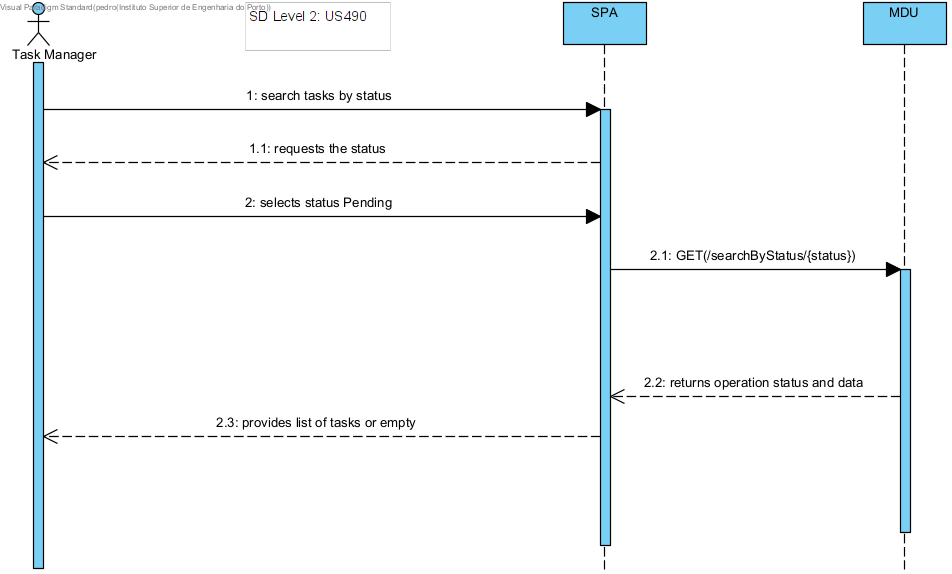 Visual Paradigm Standard(pedro(Instituto Superior de Engenharia do Porto))
SD Level 2: US490
SPA
MDU
Task Manager
1: search tasks by status
1.1: requests the status
2: selects status Pending
2.1: GET(/searchByStatus/{status})
2.2: returns operation status and data
2.3: provides list of tasks or empty